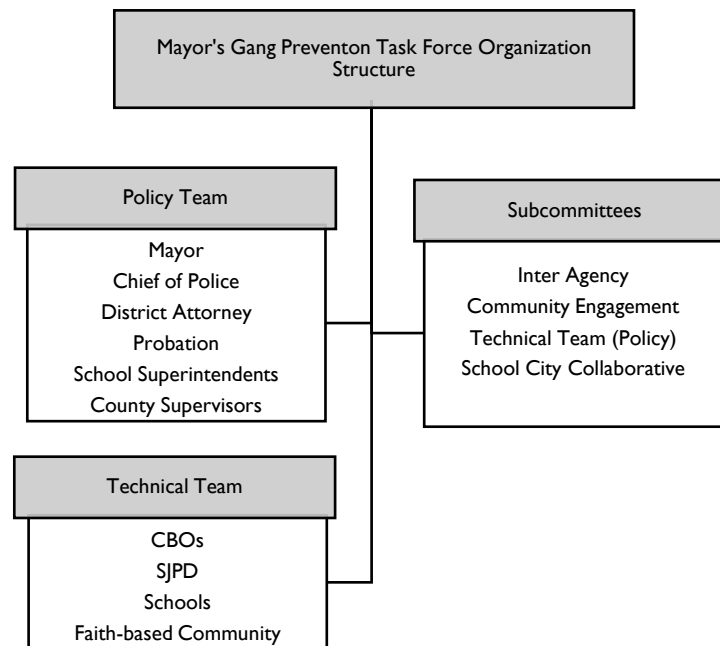 Mayor's Gang Preventon Task Force Organization
Structure
Policy Team
Mayor
Chief of Police
District Attorney
Probation
School Superintendents
County Supervisors
Subcommittees
Inter Agency
Community Engagement
Technical Team (Policy)
School City Collaborative
Technical Team
CBOs
SJPD
Schools
Faith-based Community